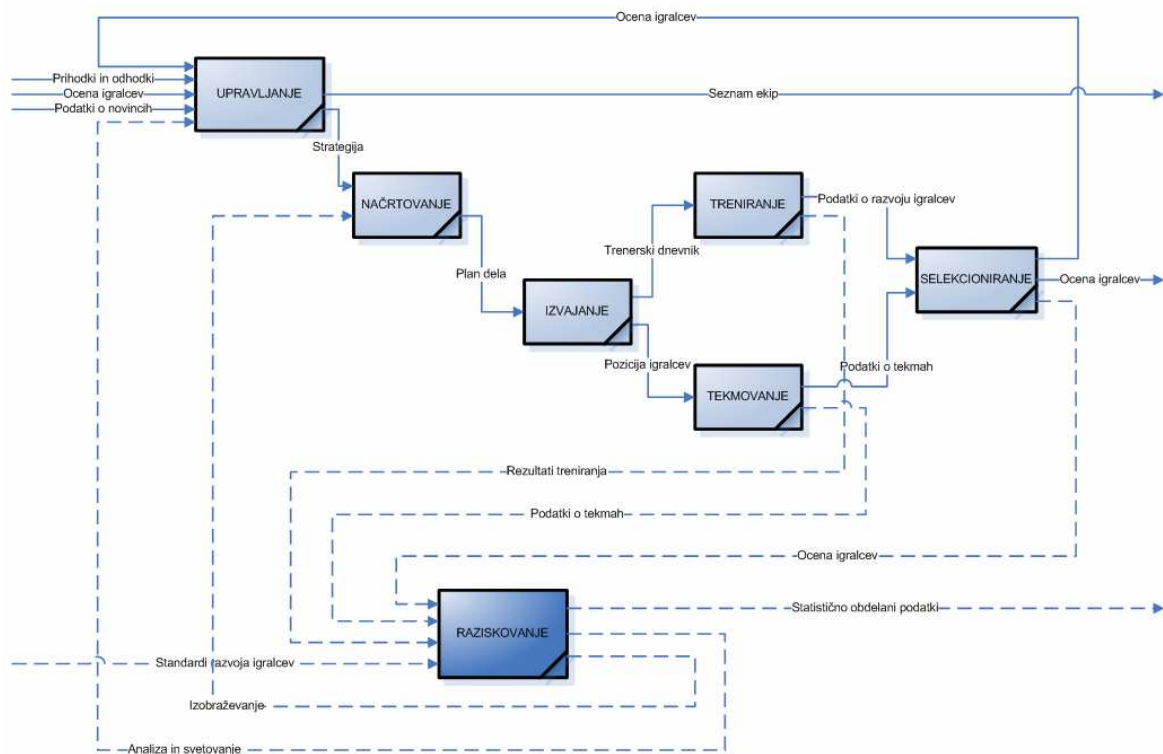 Ocena igralcev
Prihodki in odhodki
Ocena igralcev
Podatki o novincih
UPRAVLJANJE
Seznam ekip
Strategija
NAČRTOVANJE
TRENIRANJE
Podatki o razvoju igralcev
Trenerski dnevnik
Plan dela
SELEKCIONIRANJE
Ocena igralcev
IZVAJANJE
Pozicija igralcev
Podatki o tekmah
TEKMOVANJE
Rezultati treniranja
Podatki o tekmah
Ocena igralcev
Statistično obdelani podatki
RAZISKOVANJE
Standardi razvoja igralcev
Izobraževanje
Analiza in svetovanje